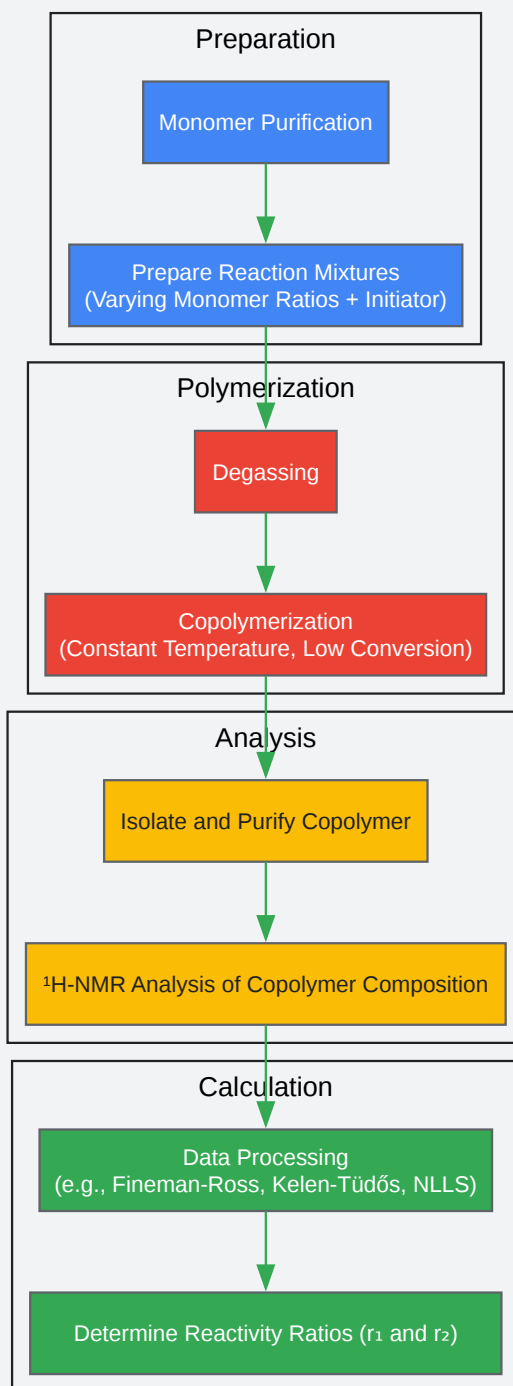 Preparation
Monomer Purification
Prepare Reaction Mixtures
(Varying Monomer Ratios + Initiator)
Polymerization
Degassing
Copolymerization
(Constant Temperature, Low Conversion)
Analysis
Isolate and Purify Copolymer
¹H-NMR Analysis of Copolymer Composition
Calculation
Data Processing
(e.g., Fineman-Ross, Kelen-Tüdős, NLLS)
Determine Reactivity Ratios (r₁ and r₂)